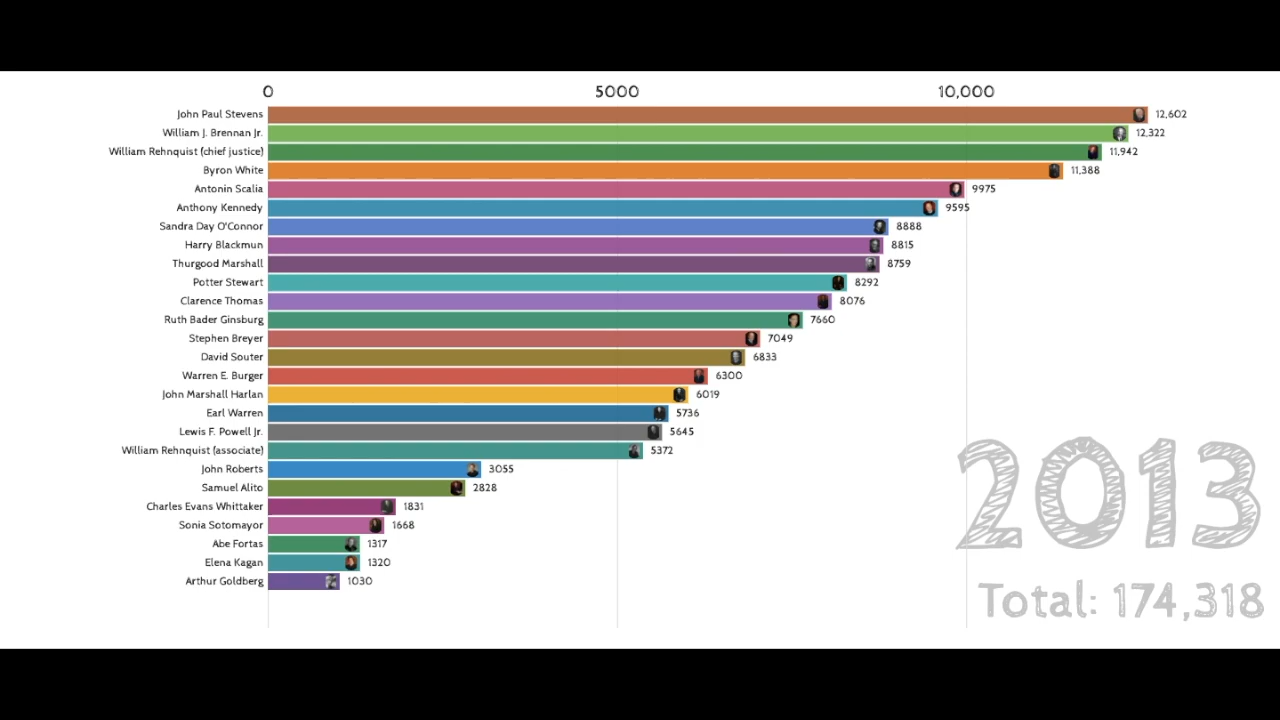 0 5000 10,000
John Paul Stevens 12,602
William J. Brennan Jr. 12,322
William Rehnquist (chief justice) 11,942
Byron White 11,388
Antonin Scalia 9975
Anthony Kennedy 9595
Sandra Day O'Connor 8888
Harry Blackmun 8815
Thurgood Marshall 8759
Potter Stewart 8292
Clarence Thomas 8076
Ruth Bader Ginsburg 7660
Stephen Breyer 7049
David Souter 6833
Warren E. Burger 6300
John Marshall Harlan 6019
Earl Warren 5736
Lewis F. Powell Jr. 5645
William Rehnquist (associate) 5372
John Roberts 3055
Samuel Alito 2828
Charles Evans Whittaker 1831
Sonia Sotomayor 1668
Abe Fortas 1317
Elena Kagan 1320
Arthur Goldberg 1030
2013
Total: 174,318